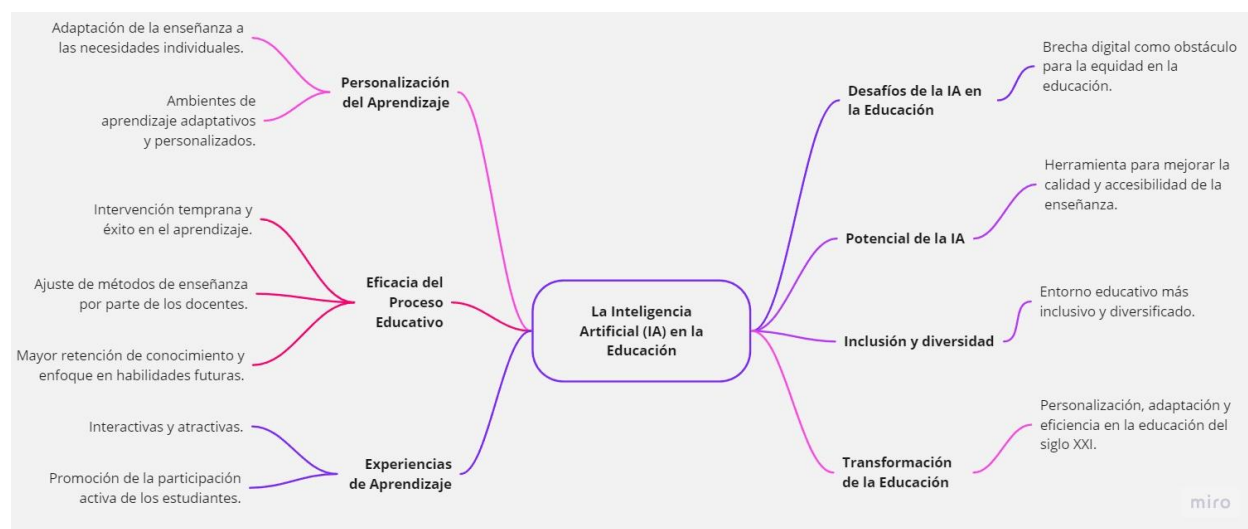 La Inteligencia
Artificial (IA) en la
Educación
Personalización
del Aprendizaje
Adaptación de la enseñanza a
las necesidades individuales.
Ambientes de
aprendizaje adaptativos
y personalizados.
Eficacia del
Proceso
Educativo
Intervención temprana y
éxito en el aprendizaje.
Ajuste de métodos de enseñanza
por parte de los docentes.
Mayor retención de conocimiento y
enfoque en habilidades futuras.
Experiencias
de Aprendizaje
Interactivas y atractivas.
Promoción de la participación
activa de los estudiantes.
Desafíos de la IA en
la Educación
Brecha digital como obstáculo
para la equidad en la
educación.
Potencial de la IA
Herramienta para mejorar la
calidad y accesibilidad de la
enseñanza.
Inclusión y diversidad
Entorno educativo más
inclusivo y diversificado.
Transformación
de la Educación
Personalización, adaptación y
eficiencia en la educación del
siglo XXI.
miro